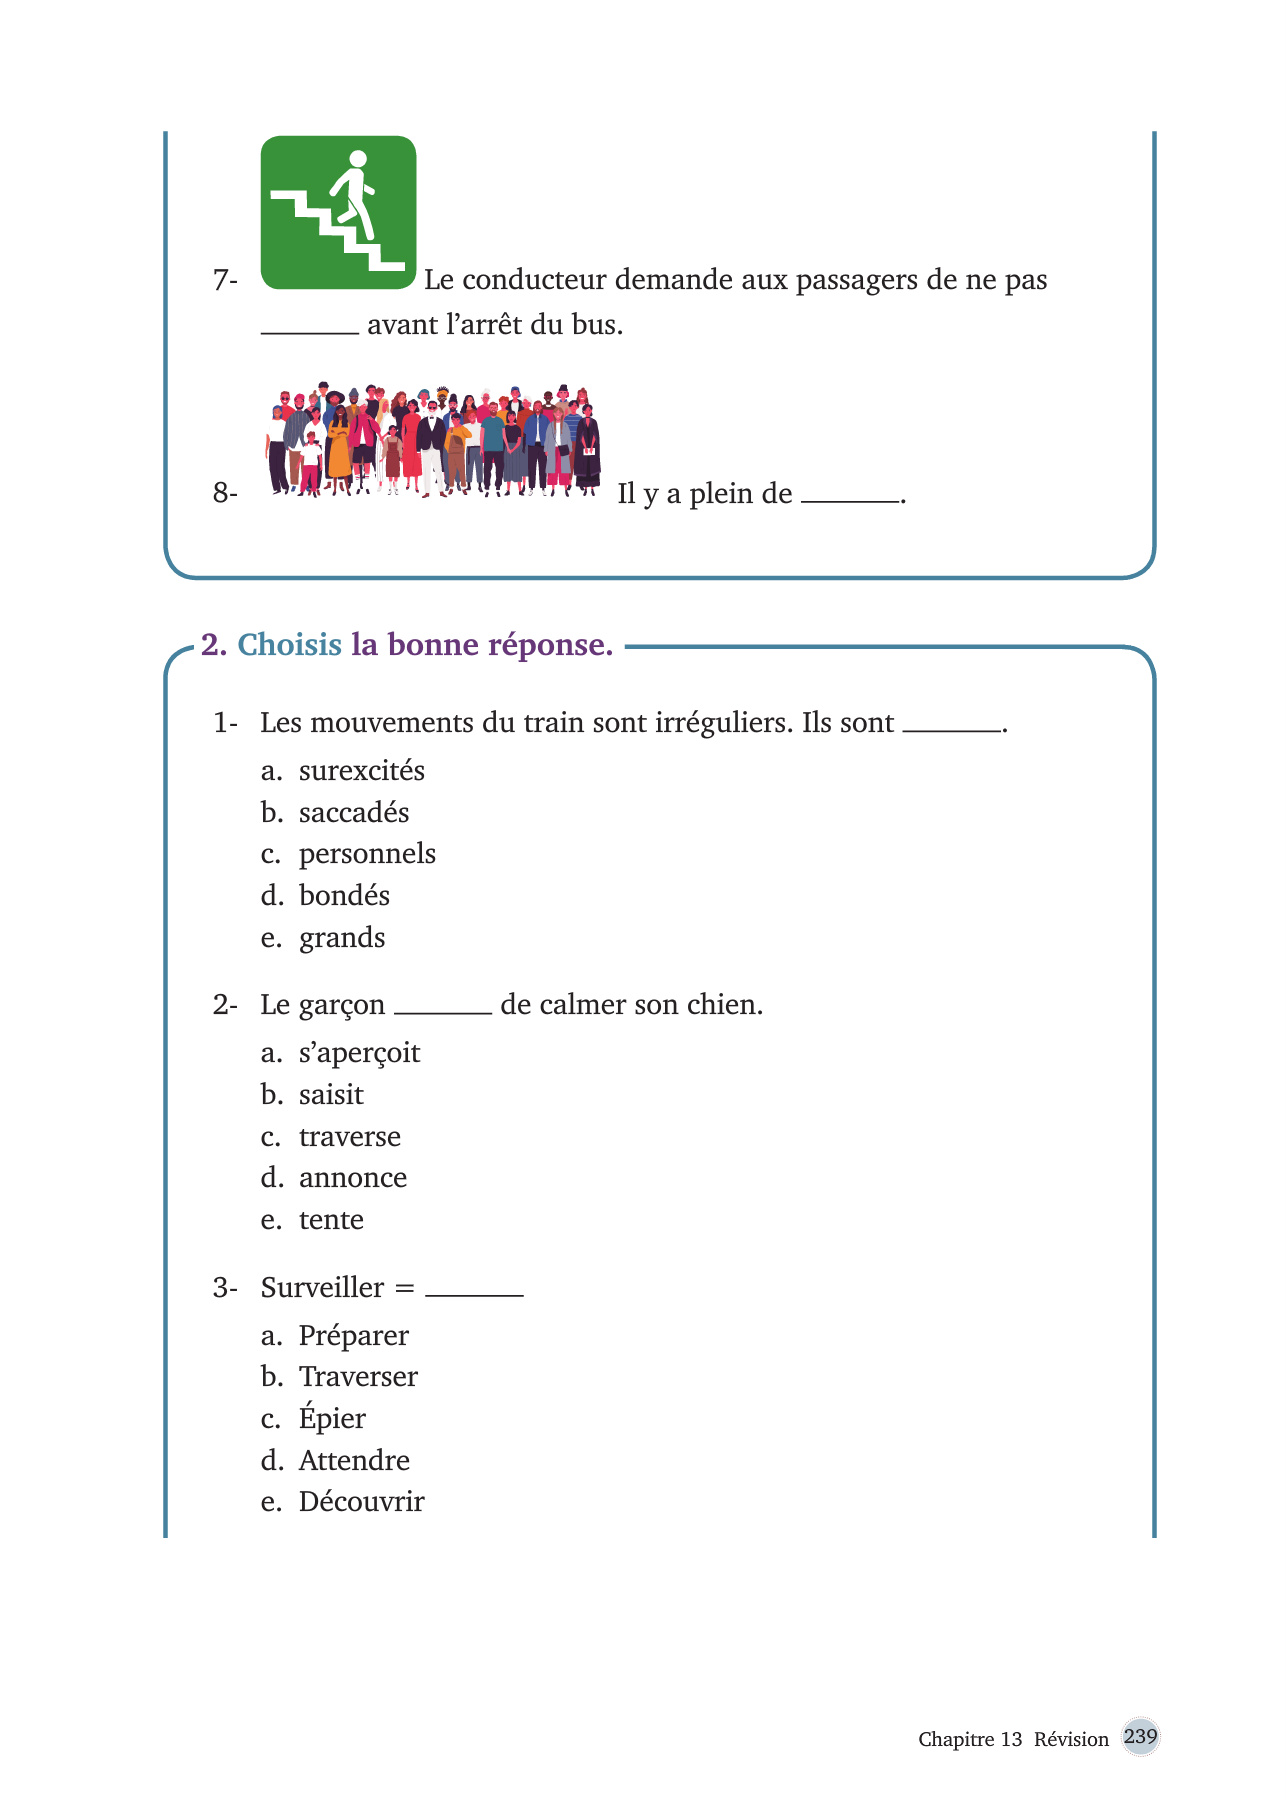 7- Le conducteur demande aux passagers de ne pas
_______ avant l’arrêt du bus.
8- Il y a plein de _______.
2. Choisis la bonne réponse.
1- Les mouvements du train sont irréguliers. Ils sont _______.
a. surexcités
b. saccadés
c. personnels
d. bondés
e. grands
2- Le garçon _______ de calmer son chien.
a. s’aperçoit
b. saisit
c. traverse
d. annonce
e. tente
3- Surveiller = _______
a. Préparer
b. Traverser
c. Épier
d. Attendre
e. Découvrir
Chapitre 13 Révision 239